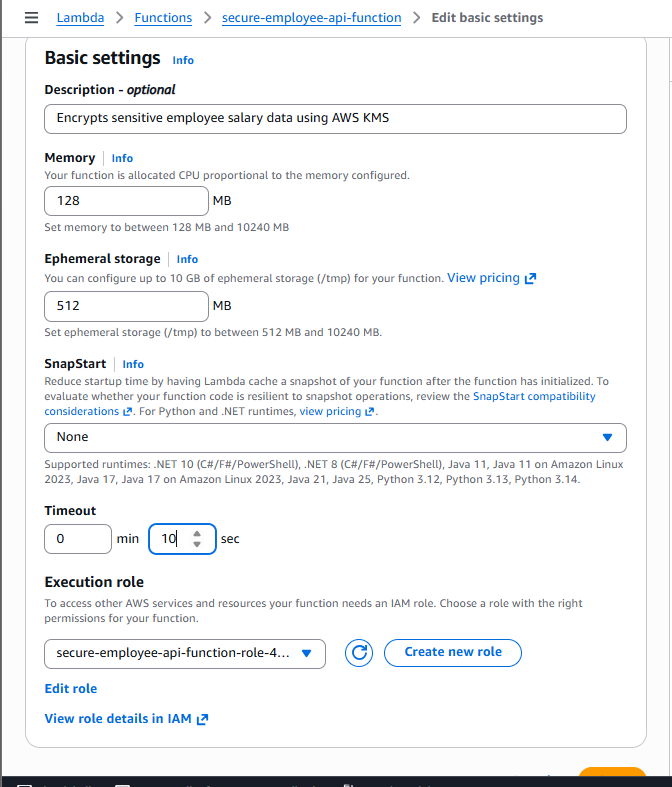 Lambda > Functions > secure-employee-api-function > Edit basic settings
Basic settings Info
Description - optional
Encrypts sensitive employee salary data using AWS KMS
Memory Info
Your function is allocated CPU proportional to the memory configured.
128 MB
Set memory to between 128 MB and 10240 MB
Ephemeral storage Info
You can configure up to 10 GB of ephemeral storage (/tmp) for your function. View pricing
512 MB
Set ephemeral storage (/tmp) to between 512 MB and 10240 MB.
SnapStart Info
Reduce startup time by having Lambda cache a snapshot of your function after the function has initialized. To
evaluate whether your function code is resilient to snapshot operations, review the SnapStart compatibility
considerations. For Python and .NET runtimes, view pricing.
None
Supported runtimes: .NET 10 (C#/F#/PowerShell), .NET 8 (C#/F#/PowerShell), Java 11, Java 11 on Amazon Linux
2023, Java 17, Java 17 on Amazon Linux 2023, Java 21, Java 25, Python 3.12, Python 3.13, Python 3.14.
Timeout
0 min 10 sec
Execution role
To access other AWS services and resources your function needs an IAM role. Choose a role with the right
permissions for your function.
secure-employee-api-function-role-4... Create new role
Edit role
View role details in IAM